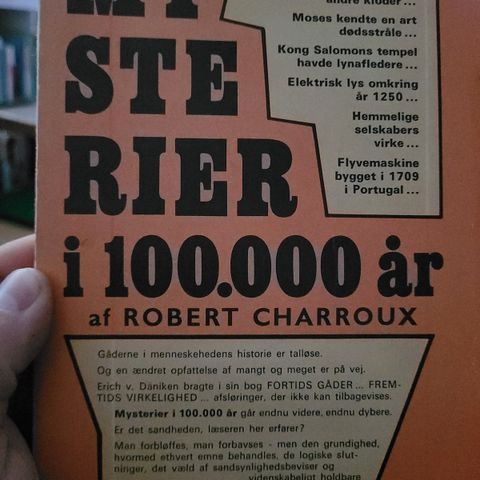 MY
STE
RIER
i 100.000 år
af ROBERT CHARROUX
andre kloder ...
Moses kendte en art
dødsstråle ...
Kong Salomons tempel
havde lynafledere ...
Elektrisk lys omkring
år 1250 ...
Hemmelige
selskabers
virke ...
Flyvemaskine
bygget i 1709
i Portugal ...
Gåderne i menneskehedens historie er talløse.
Og en ændret opfattelse af mangt og meget er på vej.
Erich v. Däniken bragte i sin bog FORTIDS GÅDER ... FREM-
TIDS VIRKELIGHED ... afsløringer, der ikke kan tilbagevises.
Mysterier i 100.000 år går endnu videre, endnu dybere.
Er det sandheden, læseren her erfarer?
Man forbløffes, man forbavses - men den grundighed,
hvormed ethvert emne behandles, de logiske slut-
ninger, det væld af sandsynlighedsbeviser og
videnskabeligt holdbare